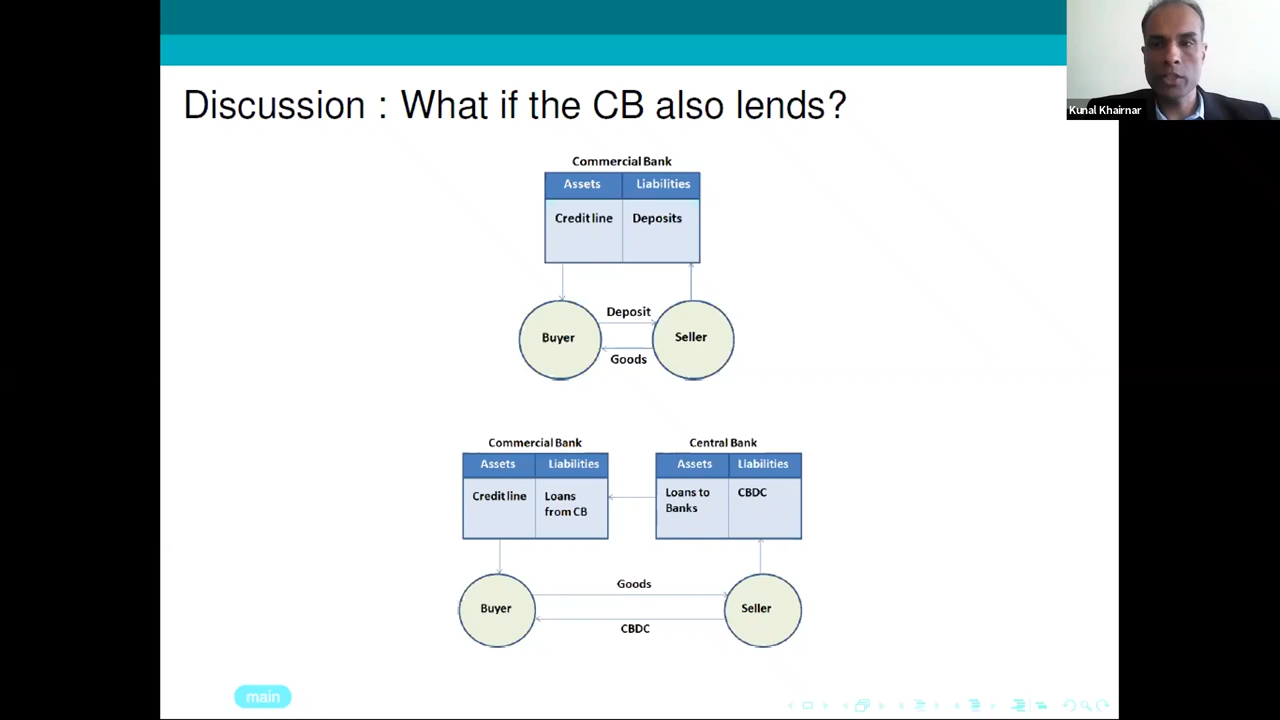 Kunal Khairnar
Discussion : What if the CB also lends?
Commercial Bank
Assets Liabilities
Credit line Deposits
Deposit
Buyer Seller
Goods
Commercial Bank Central Bank
Assets Liabilities Assets Liabilities
Credit line Loans Loans to CBDC
from CB Banks
Goods
Buyer Seller
CBDC
main